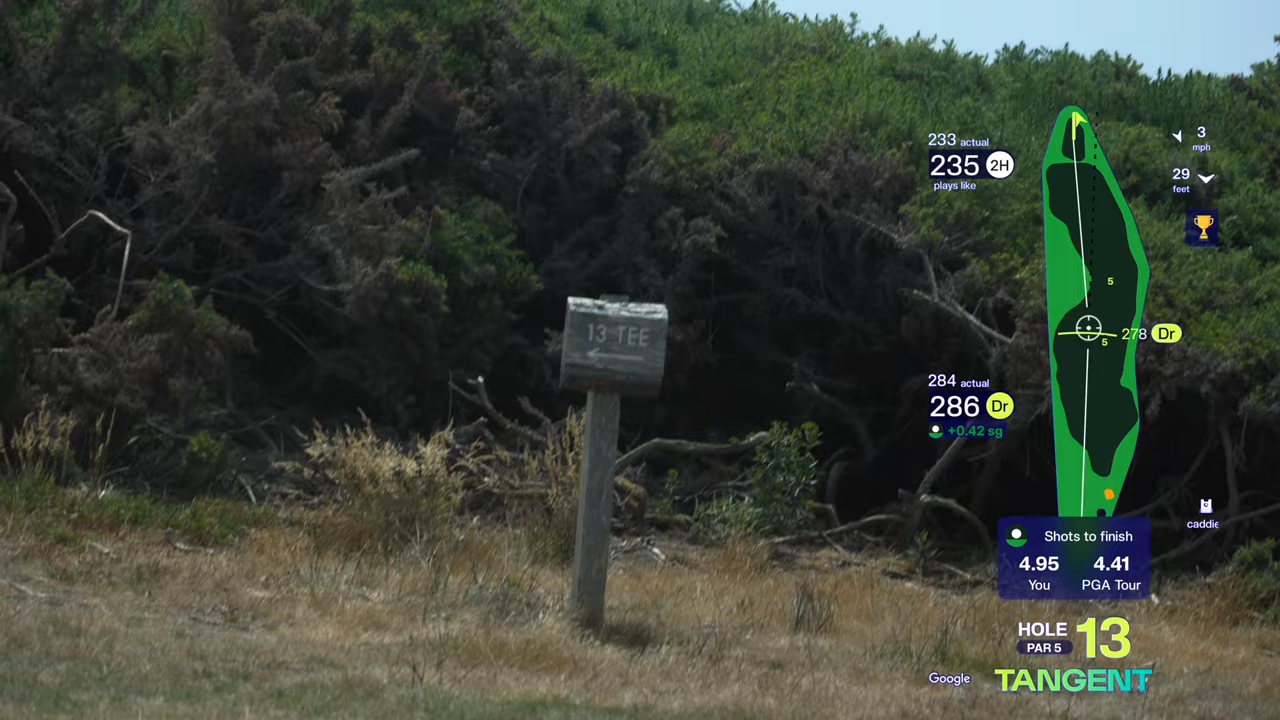 13 TEE
233 actual
235 2H
plays like
3
mph
29
feet
5
5
278 Dr
284 actual
286 Dr
+0.42 sg
caddie
Shots to finish
4.95 4.41
You PGA Tour
HOLE 13
PAR 5
Google
TANGENT